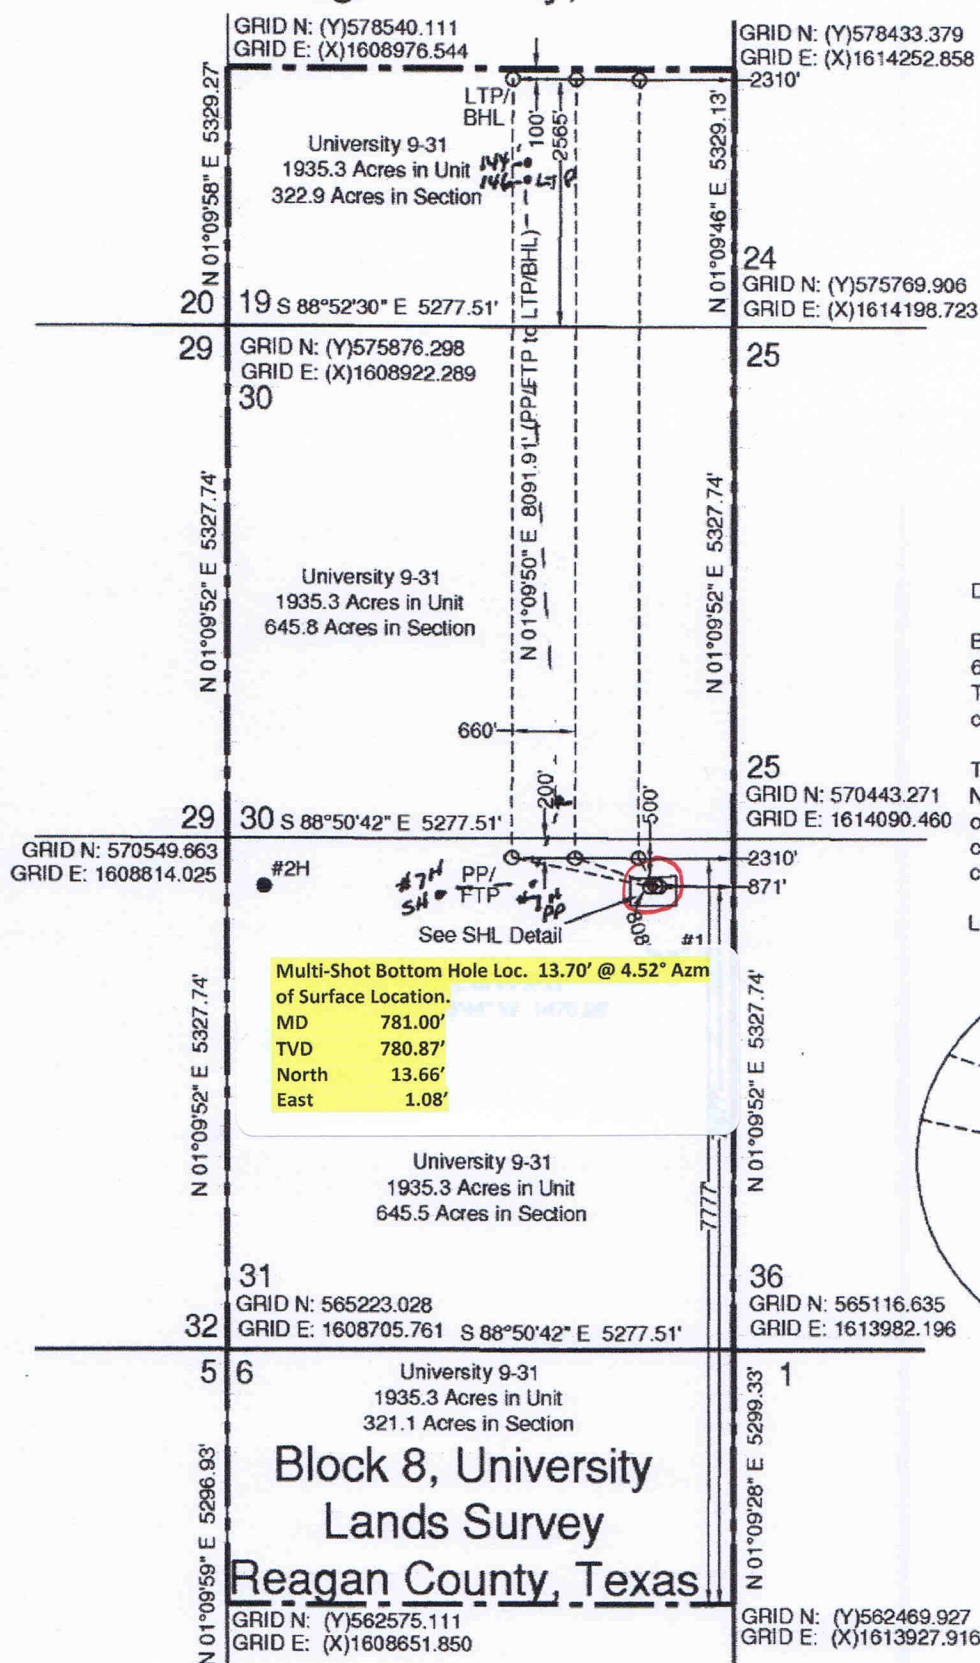 GRID N: (Y)578540.111
GRID E: (X)1608976.544
GRID N: (Y)578433.379
GRID E: (X)1614252.858
2310'
LTP/
BHL
100'
2565'
N 01°09'58" E 5329.27'
N 01°09'46" E 5329.13'
University 9-31
1935.3 Acres in Unit
322.9 Acres in Section
144'
146
LTP
24
GRID N: (Y)575769.906
GRID E: (X)1614198.723
20
19
S 88°52'30" E 5277.51'
29
GRID N: (Y)575876.298
GRID E: (X)1608922.289
30
25
N 01°09'50" E 8091.91' (PP/FTP to LTP/BHL)
N 01°09'52" E 5327.74'
N 01°09'52" E 5327.74'
University 9-31
1935.3 Acres in Unit
645.8 Acres in Section
D
B
6
T
c
660'
T
N
o
c
c
L
25
GRID N: 570443.271
GRID E: 1614090.460
200'
500'
29
30
S 88°50'42" E 5277.51'
GRID N: 570549.663
GRID E: 1608814.025
#2H
2310'
871'
#7H
SH
PP/
FTP
#7H
PP
808'
See SHL Detail
#1
Multi-Shot Bottom Hole Loc. 13.70' @ 4.52° Azm
of Surface Location.
MD 781.00'
TVD 780.87'
North 13.66'
East 1.08'
N 01°09'52" E 5327.74'
N 01°09'52" E 5327.74'
University 9-31
1935.3 Acres in Unit
645.5 Acres in Section
7777'
31
GRID N: 565223.028
GRID E: 1608705.761
S 88°50'42" E 5277.51'
36
GRID N: 565116.635
GRID E: 1613982.196
32
5
6
1
University 9-31
1935.3 Acres in Unit
321.1 Acres in Section
N 01°09'59" E 5296.93'
N 01°09'28" E 5299.33'
Block 8, University
Lands Survey
Reagan County, Texas
GRID N: (Y)562575.111
GRID E: (X)1608651.850
GRID N: (Y)562469.927
GRID E: (X)1613927.916